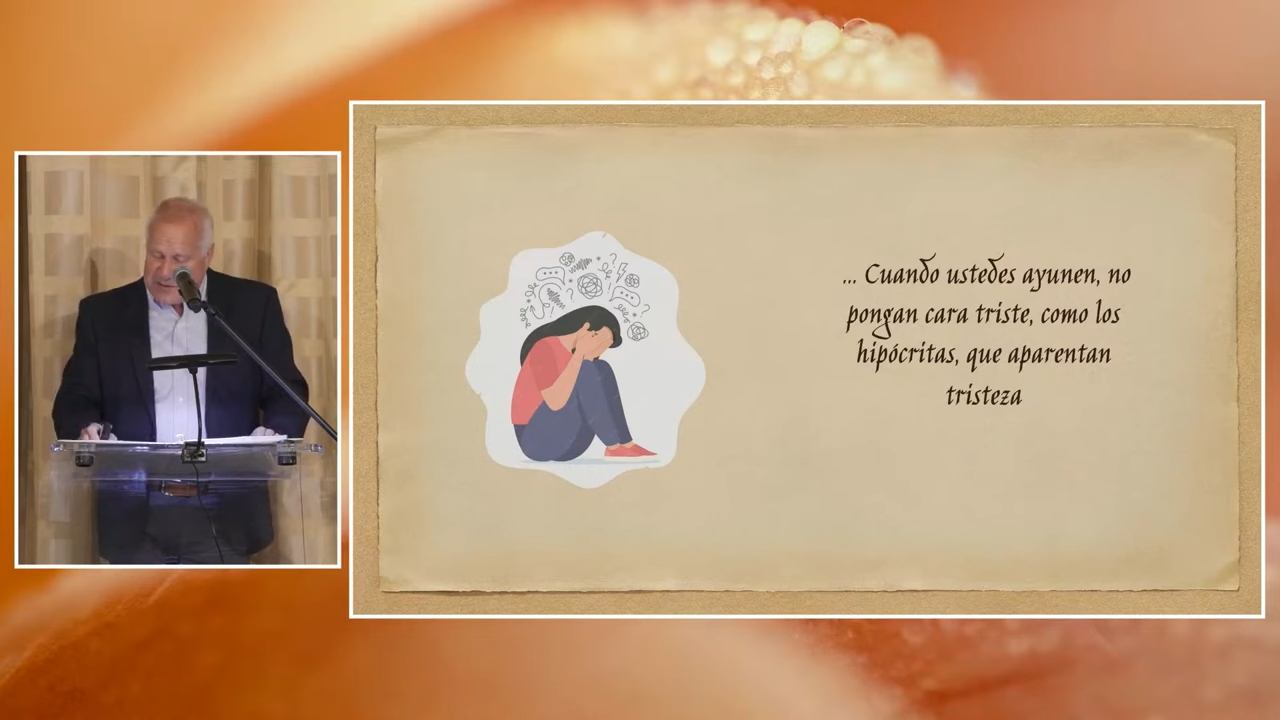 ... Cuando ustedes ayunen, no
pongan cara triste, como los
hipócritas, que aparentan
tristeza